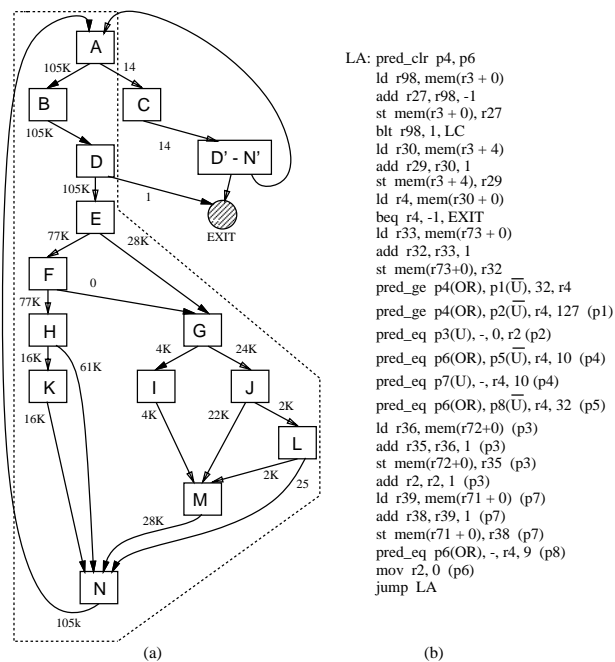 A
105K
14
B
C
105K
14
D
D' - N'
105K
1
E
EXIT
77K
28K
F
0
77K
H
G
16K
61K
4K
24K
K
I
J
16K
4K
22K
2K
L
2K
25
M
28K
N
105k
(a)
LA: pred_clr p4, p6
ld r98, mem(r3 + 0)
add r27, r98, -1
st mem(r3 + 0), r27
blt r98, 1, LC
ld r30, mem(r3 + 4)
add r29, r30, 1
st mem(r3 + 4), r29
ld r4, mem(r30 + 0)
beq r4, -1, EXIT
ld r33, mem(r73 + 0)
add r32, r33, 1
st mem(r73+0), r32
pred_ge p4(OR), p1(U̅), 32, r4
pred_ge p4(OR), p2(U̅), r4, 127 (p1)
pred_eq p3(U), -, 0, r2 (p2)
pred_eq p6(OR), p5(U̅), r4, 10 (p4)
pred_eq p7(U), -, r4, 10 (p4)
pred_eq p6(OR), p8(U̅), r4, 32 (p5)
ld r36, mem(r72+0) (p3)
add r35, r36, 1 (p3)
st mem(r72+0), r35 (p3)
add r2, r2, 1 (p3)
ld r39, mem(r71 + 0) (p7)
add r38, r39, 1 (p7)
st mem(r71 + 0), r38 (p7)
pred_eq p6(OR), -, r4, 9 (p8)
mov r2, 0 (p6)
jump LA
(b)